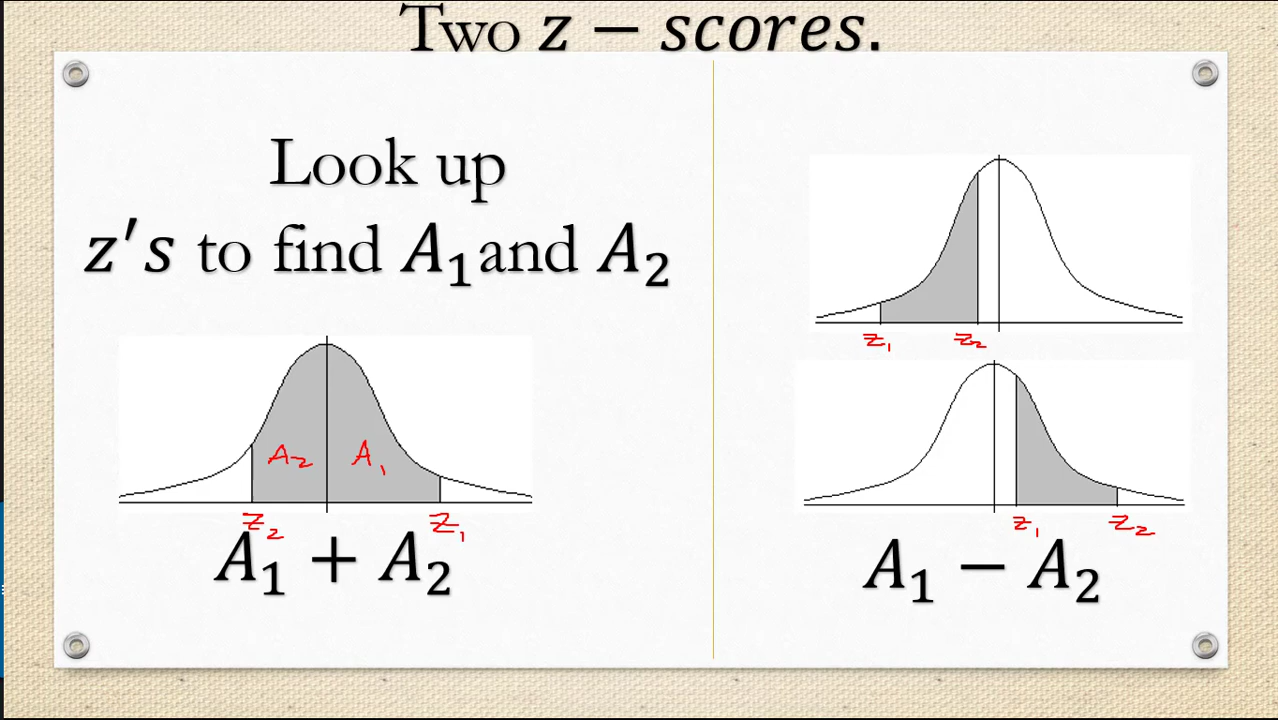 Two z − scores.
Look up
z's to find A₁ and A₂
A₂ A₁
z₂ z₁
A₁ + A₂
z₁ z₂
z₁ z₂
A₁ − A₂